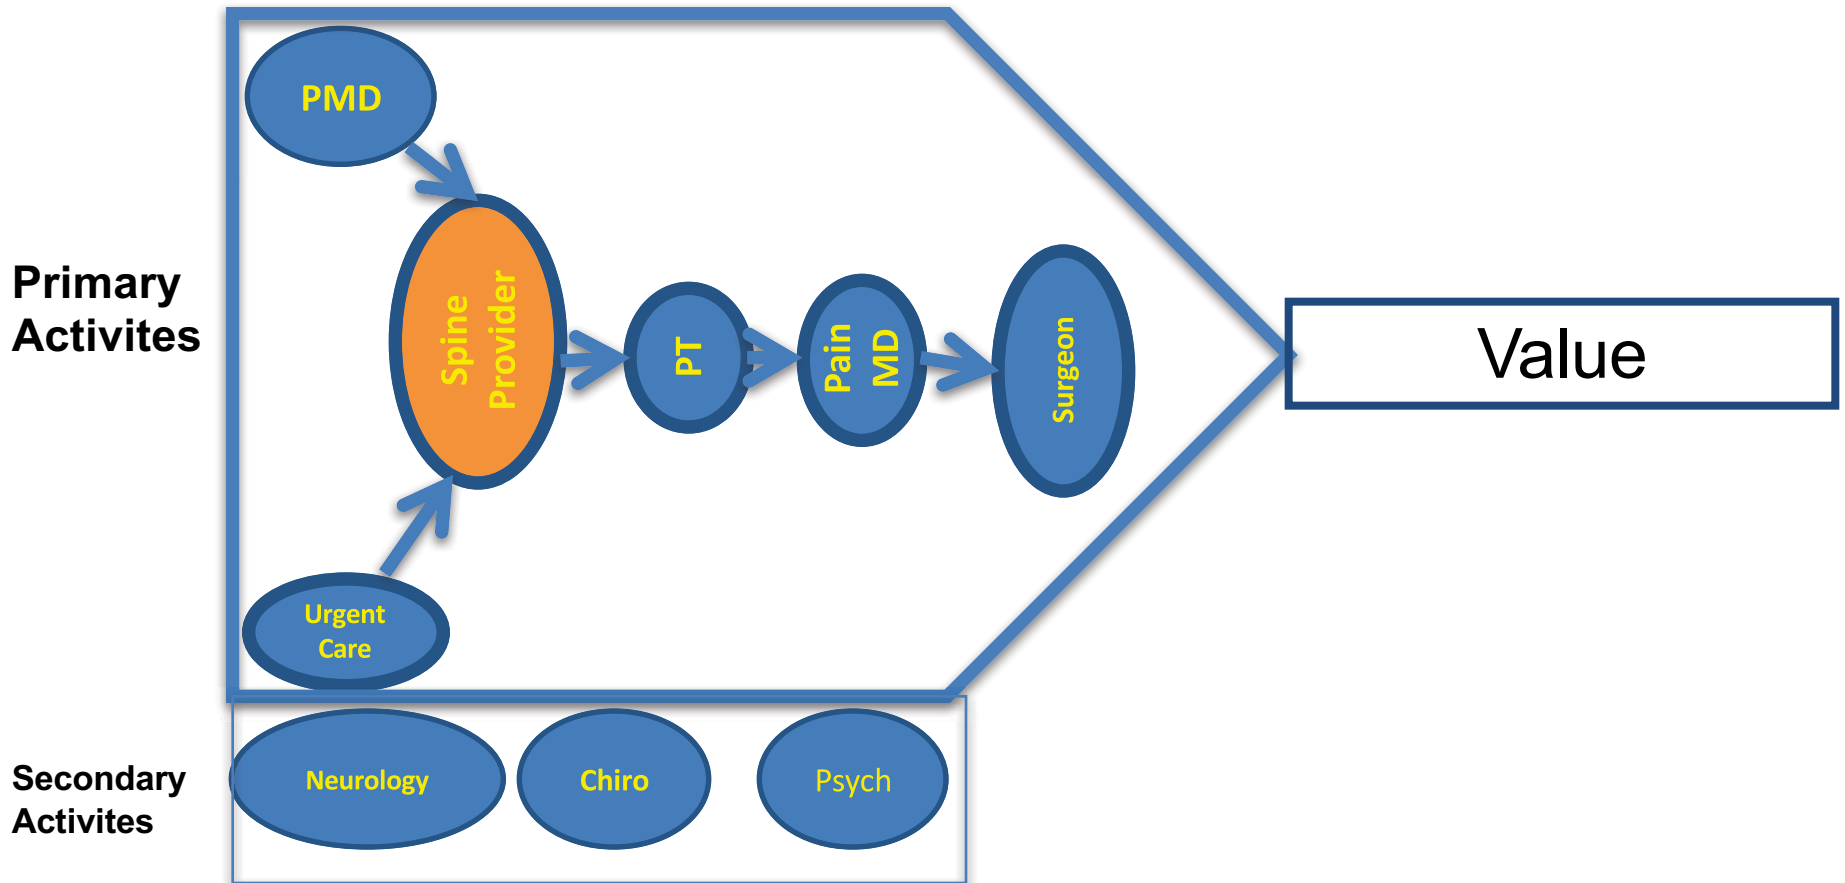 PMD
Primary
Activites
Spine
Provider
PT
Pain
MD
Surgeon
Value
Urgent
Care
Secondary
Activites
Neurology
Chiro
Psych